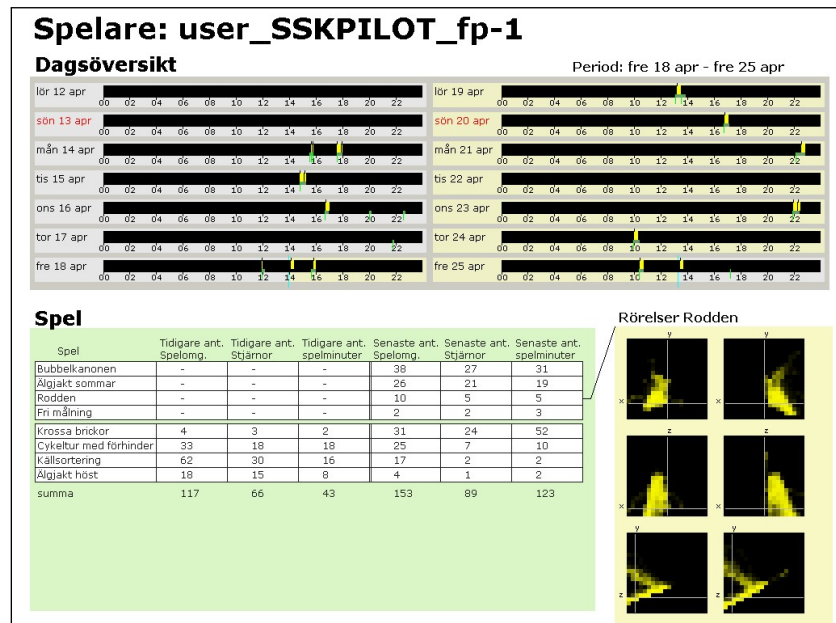 Spelare: user_SSKPILOT_fp-1
Dagsöversikt
Period: fre 18 apr - fre 25 apr
lör 12 apr
00 02 04 06 08 10 12 14 16 18 20 22
sön 13 apr
00 02 04 06 08 10 12 14 16 18 20 22
mån 14 apr
00 02 04 06 08 10 12 14 16 18 20 22
tis 15 apr
00 02 04 06 08 10 12 14 16 18 20 22
ons 16 apr
00 02 04 06 08 10 12 14 16 18 20 22
tor 17 apr
00 02 04 06 08 10 12 14 16 18 20 22
fre 18 apr
00 02 04 06 08 10 12 14 16 18 20 22
lör 19 apr
00 02 04 06 08 10 12 14 16 18 20 22
sön 20 apr
00 02 04 06 08 10 12 14 16 18 20 22
mån 21 apr
00 02 04 06 08 10 12 14 16 18 20 22
tis 22 apr
00 02 04 06 08 10 12 14 16 18 20 22
ons 23 apr
00 02 04 06 08 10 12 14 16 18 20 22
tor 24 apr
00 02 04 06 08 10 12 14 16 18 20 22
fre 25 apr
00 02 04 06 08 10 12 14 16 18 20 22
Spel
Spel Tidigare ant. Spelomg. Tidigare ant. Stjärnor Tidigare ant. spelminuter Senaste ant. Spelomg. Senaste ant. Stjärnor Senaste ant. spelminuter
Bubbelkanonen - - - 38 27 31
Älgjakt sommar - - - 26 21 19
Rodden - - - 10 5 5
Fri målning - - - 2 2 3
Krossa brickor 4 3 2 31 24 52
Cykeltur med förhinder 33 18 18 25 7 10
Källsortering 62 30 16 17 2 2
Älgjakt höst 18 15 8 4 1 2
summa 117 66 43 153 89 123
Rörelser Rodden
y y
x x
z z
x x
y y
z z